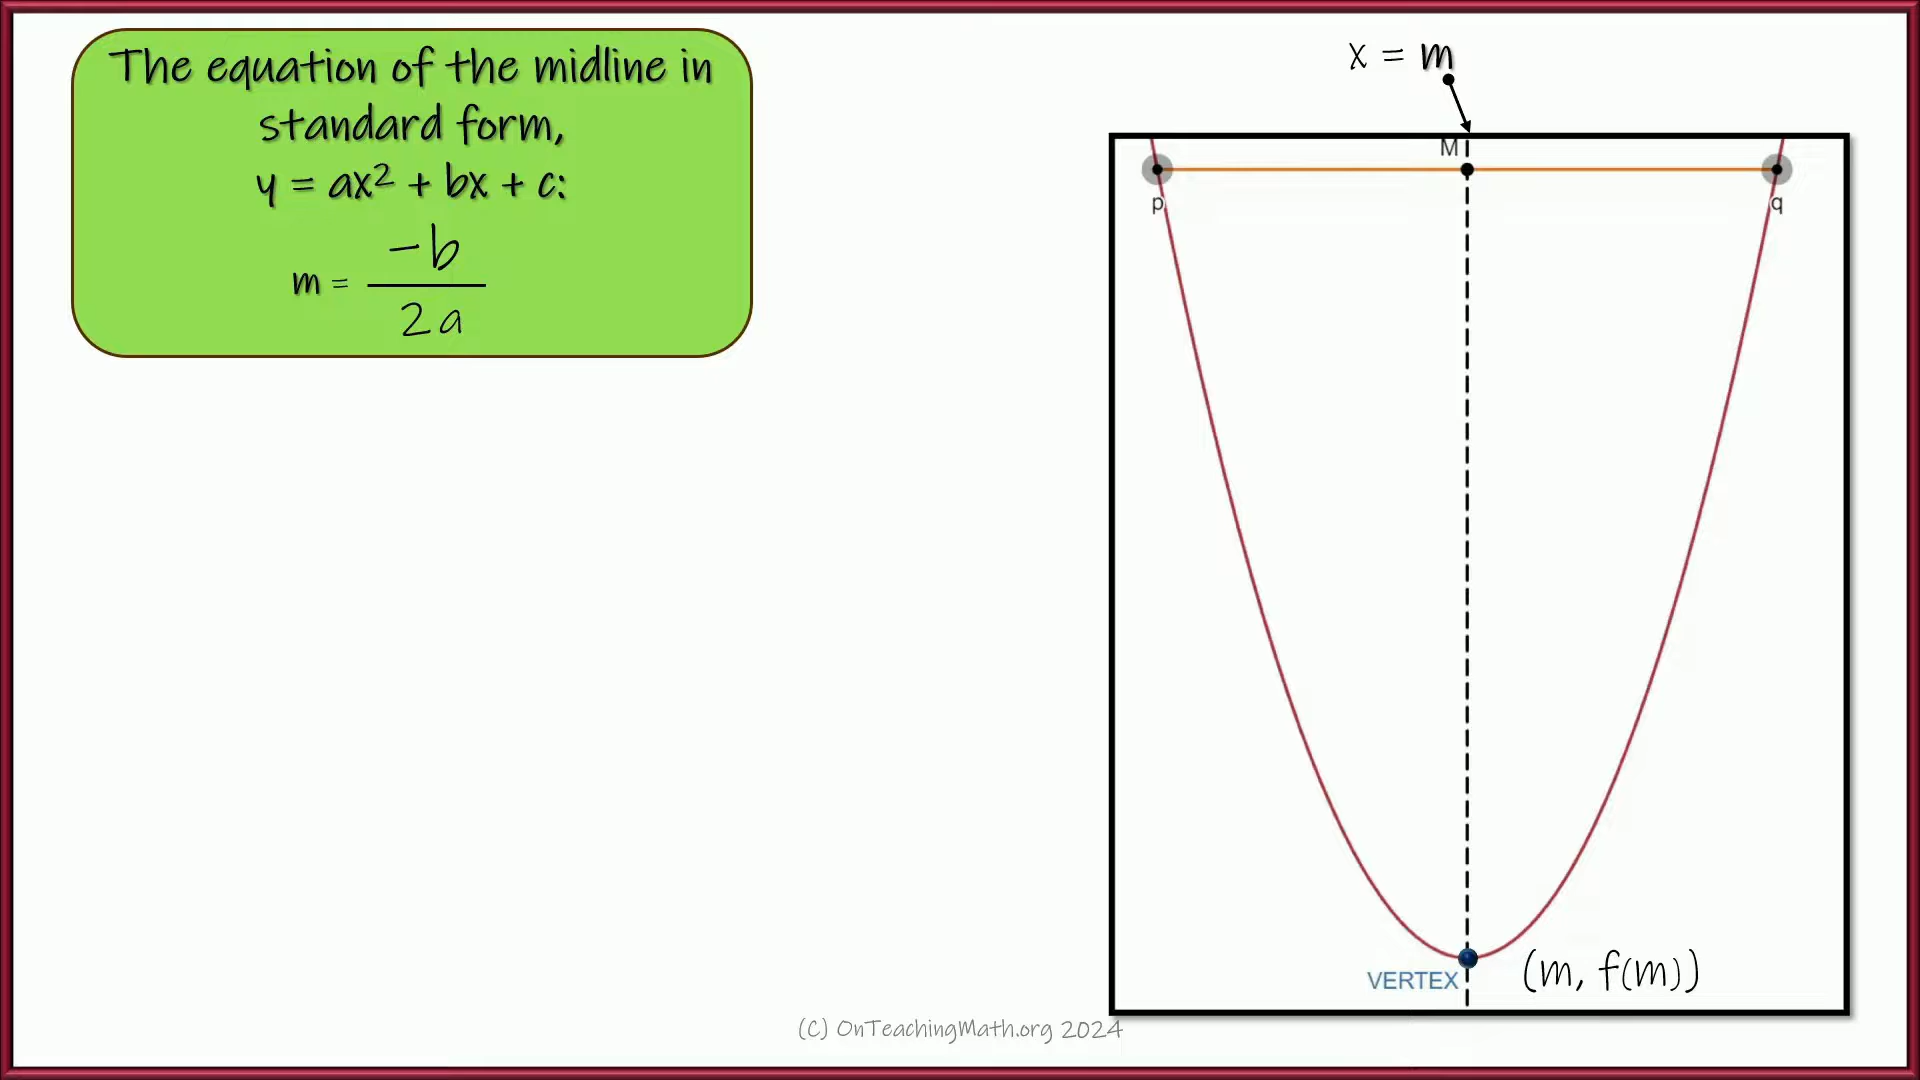 The equation of the midline in
standard form,
y = ax² + bx + c:
m = −b / 2a
x = m
M
p
q
VERTEX
(m, f(m))
(C) OnTeachingMath.org 2024